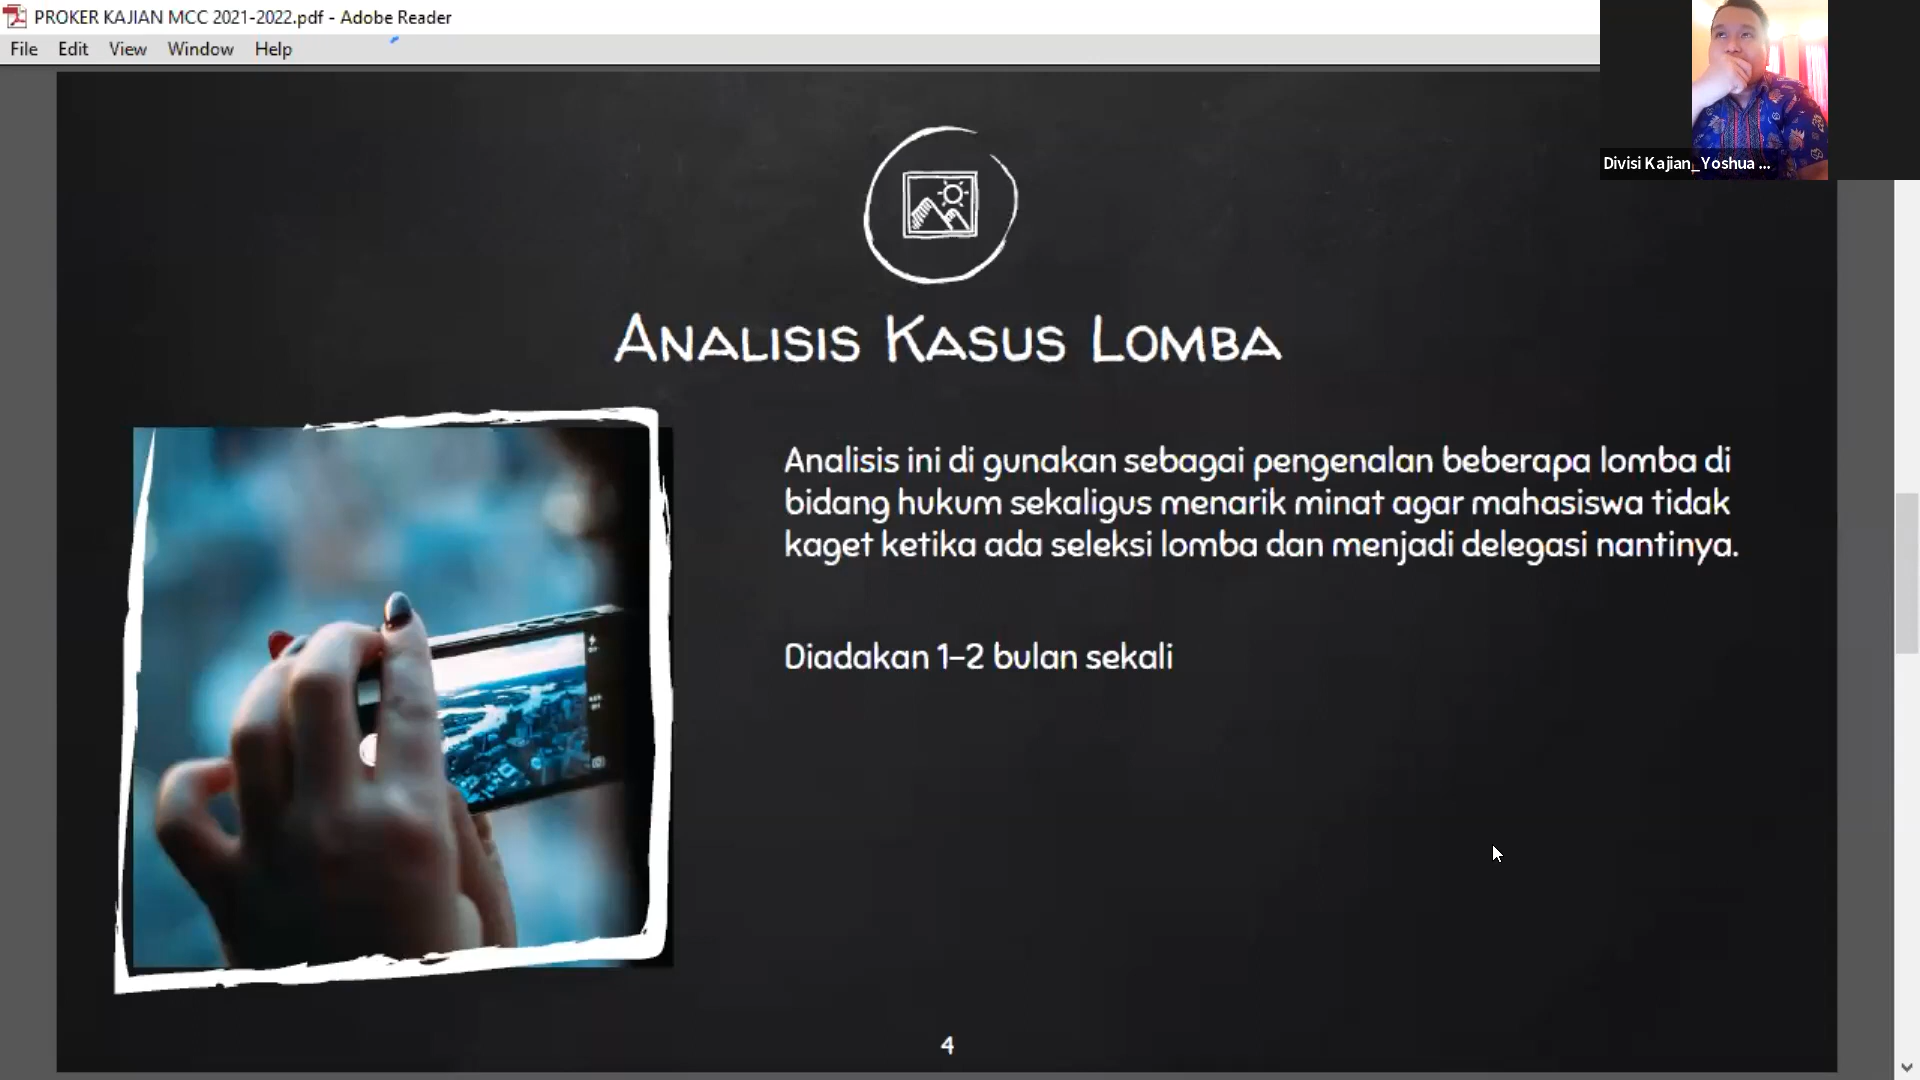 PROKER KAJIAN MCC 2021-2022.pdf - Adobe Reader
File Edit View Window Help
Divisi Kajian_Yoshua ...
ANALISIS KASUS LOMBA
Analisis ini di gunakan sebagai pengenalan beberapa lomba di
bidang hukum sekaligus menarik minat agar mahasiswa tidak
kaget ketika ada seleksi lomba dan menjadi delegasi nantinya.
Diadakan 1-2 bulan sekali
4